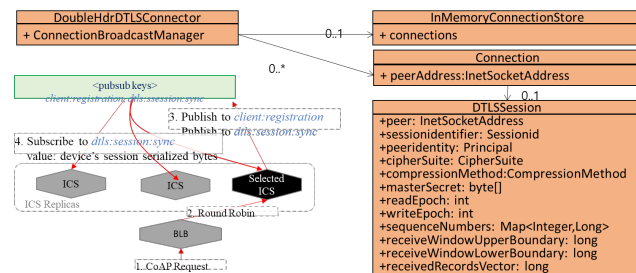 DoubleHdrDTLSConnector
+ ConnectionBroadcastManager
0..1
InMemoryConnectionStore
+ connections
0..*
Connection
+ peerAddress:InetSocketAddress
0..1
<pubsub keys>
client:registration, dtls:session:sync
3. Publish to client:registration
Publish to dtls:session:sync
4. Subscribe to dtls:session:sync
value: device's session serialized bytes
ICS
ICS
Selected
ICS
ICS Replicas
2. Round Robin
BLB
1. CoAP Request
DTLSSession
+peer: InetSocketAddress
+sessionidentifier: Sessionid
+peeridentity: Principal
+cipherSuite: CipherSuite
+compressionMethod:CompressionMethod
+masterSecret: byte[]
+readEpoch: int
+writeEpoch: int
+sequenceNumbers: Map<Integer,Long>
+receiveWindowUpperBoundary: long
+receiveWindowLowerBoundary: long
+receivedRecordsVector: long